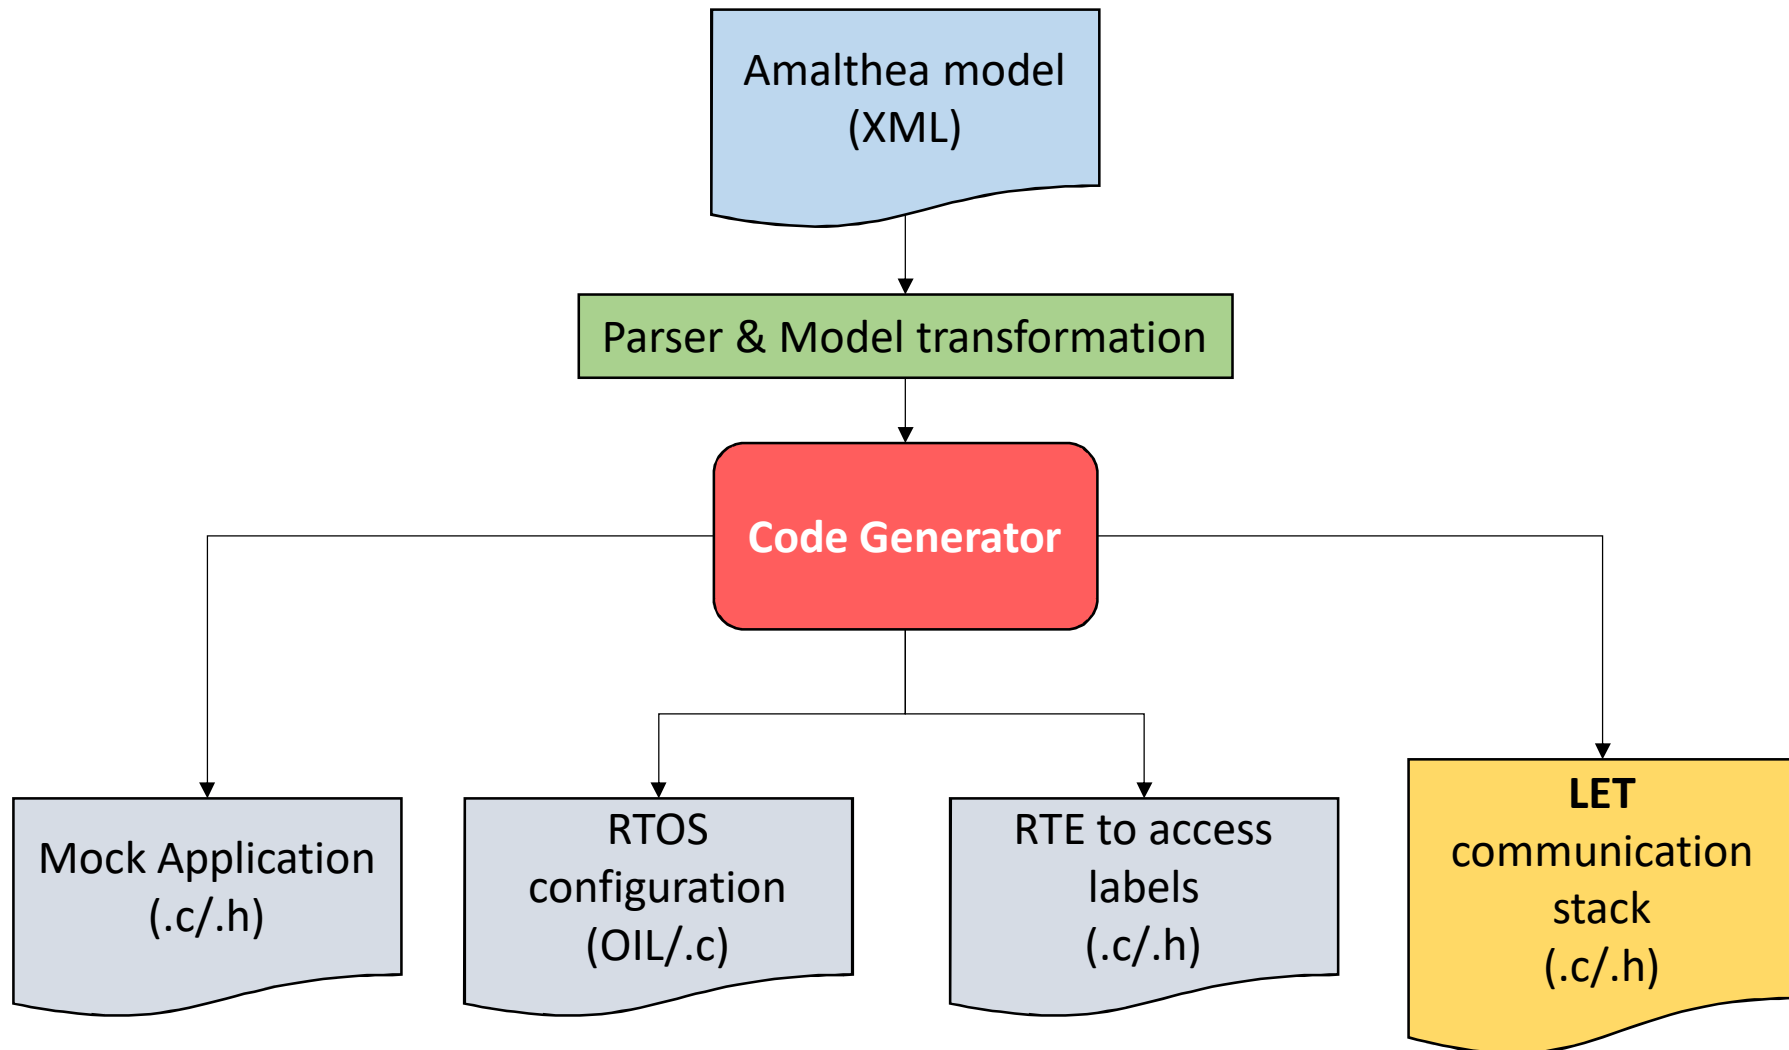 Amalthea model
(XML)
Parser & Model transformation
Code Generator
Mock Application
(.c/.h)
RTOS
configuration
(OIL/.c)
RTE to access
labels
(.c/.h)
LET
communication
stack
(.c/.h)